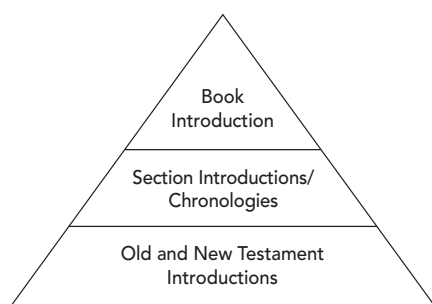 Book
Introduction
Section Introductions/
Chronologies
Old and New Testament
Introductions